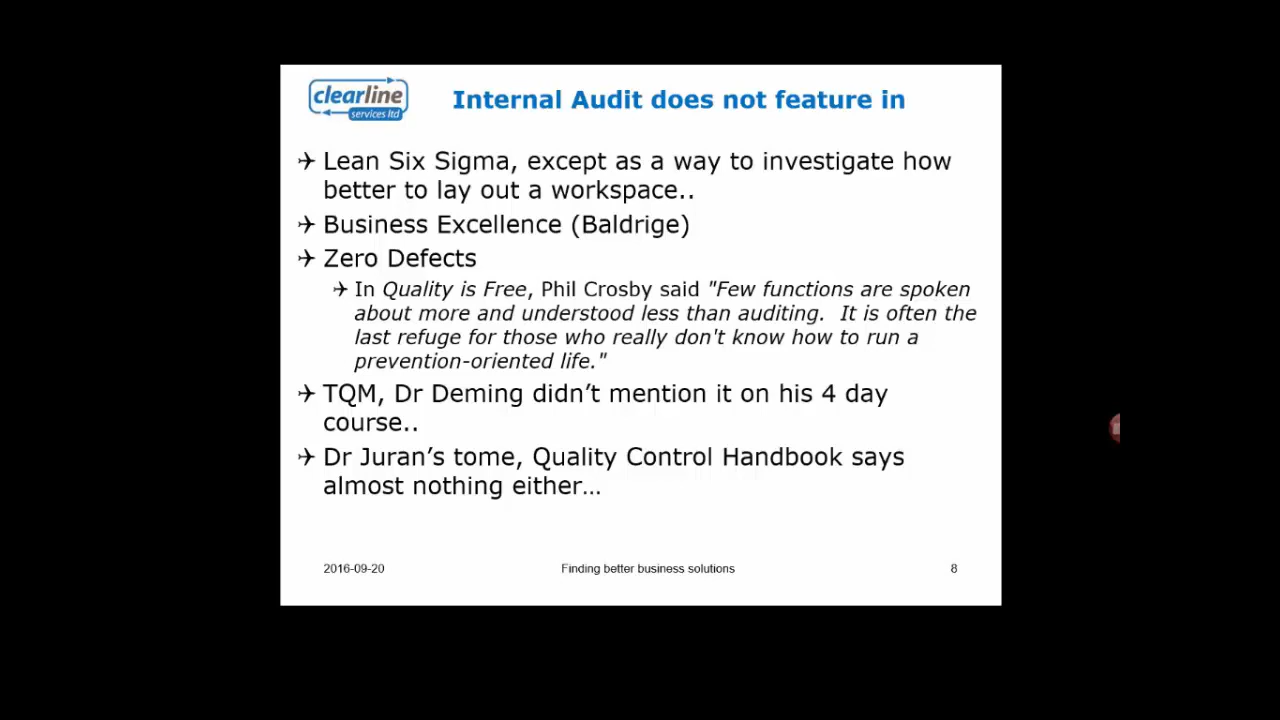 clearline
services ltd
Internal Audit does not feature in
Lean Six Sigma, except as a way to investigate how
better to lay out a workspace..
Business Excellence (Baldrige)
Zero Defects
In Quality is Free, Phil Crosby said "Few functions are spoken
about more and understood less than auditing.  It is often the
last refuge for those who really don't know how to run a
prevention-oriented life."
TQM, Dr Deming didn’t mention it on his 4 day
course..
Dr Juran’s tome, Quality Control Handbook says
almost nothing either…
2016-09-20
Finding better business solutions
8